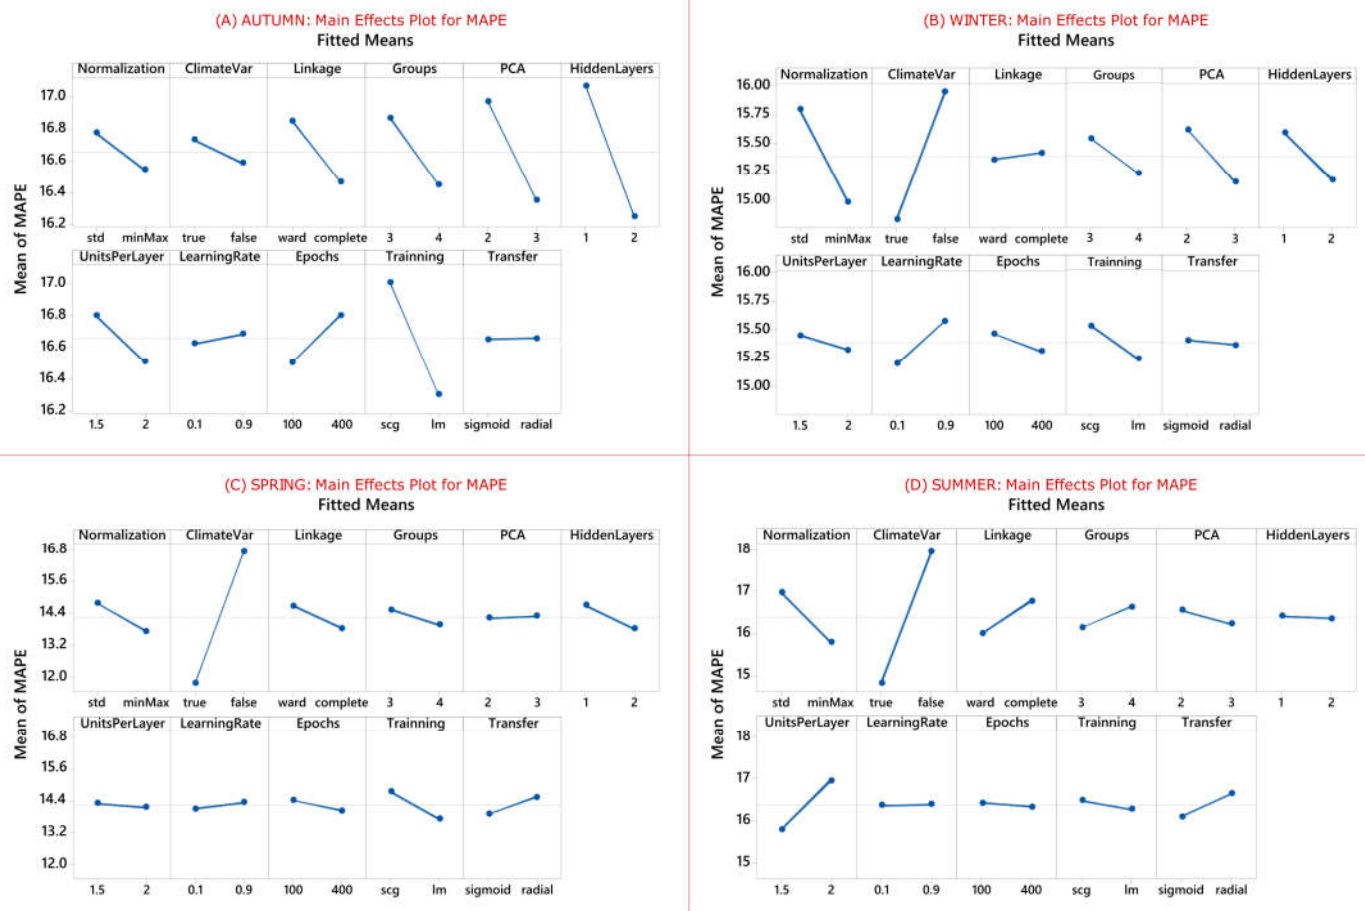 (A) AUTUMN: Main Effects Plot for MAPE
Fitted Means
Normalization ClimateVar Linkage Groups PCA HiddenLayers
17.0
16.8
16.6
16.4
16.2
std minMax true false ward complete 3 4 2 3 1 2
UnitsPerLayer LearningRate Epochs Trainning Transfer
17.0
16.8
16.6
16.4
16.2
1.5 2 0.1 0.9 100 400 scg lm sigmoid radial
Mean of MAPE
(B) WINTER: Main Effects Plot for MAPE
Fitted Means
Normalization ClimateVar Linkage Groups PCA HiddenLayers
16.00
15.75
15.50
15.25
15.00
std minMax true false ward complete 3 4 2 3 1 2
UnitsPerLayer LearningRate Epochs Trainning Transfer
16.00
15.75
15.50
15.25
15.00
1.5 2 0.1 0.9 100 400 scg lm sigmoid radial
Mean of MAPE
(C) SPRING: Main Effects Plot for MAPE
Fitted Means
Normalization ClimateVar Linkage Groups PCA HiddenLayers
16.8
15.6
14.4
13.2
12.0
std minMax true false ward complete 3 4 2 3 1 2
UnitsPerLayer LearningRate Epochs Trainning Transfer
16.8
15.6
14.4
13.2
12.0
1.5 2 0.1 0.9 100 400 scg lm sigmoid radial
Mean of MAPE
(D) SUMMER: Main Effects Plot for MAPE
Fitted Means
Normalization ClimateVar Linkage Groups PCA HiddenLayers
18
17
16
15
std minMax true false ward complete 3 4 2 3 1 2
UnitsPerLayer LearningRate Epochs Trainning Transfer
18
17
16
15
1.5 2 0.1 0.9 100 400 scg lm sigmoid radial
Mean of MAPE